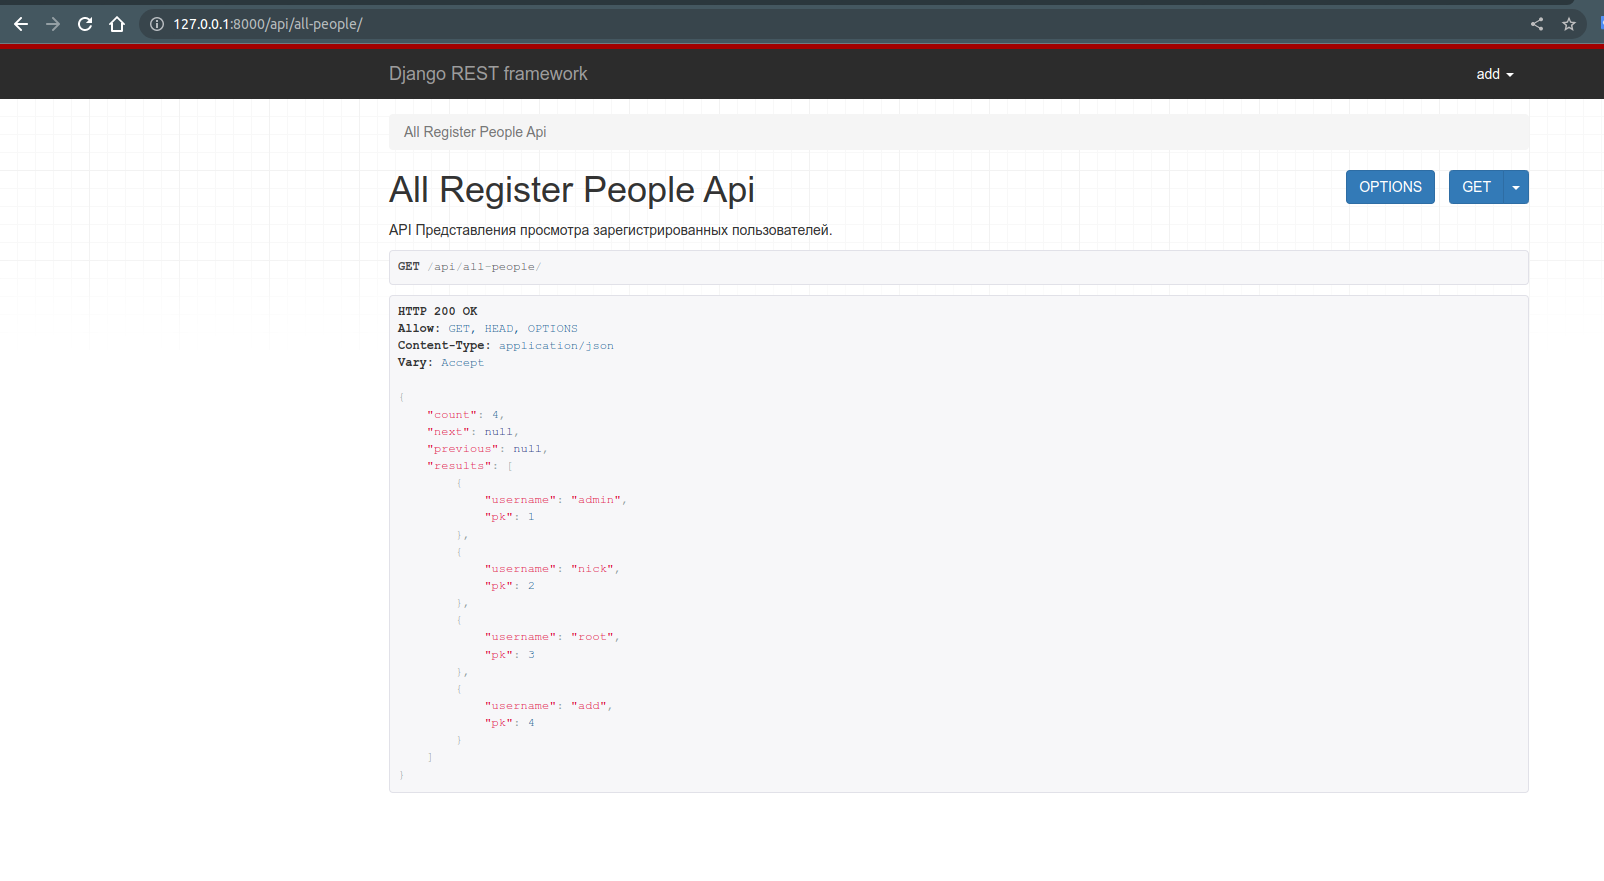 127.0.0.1:8000/api/all-people/
Django REST framework
add
All Register People Api
All Register People Api
OPTIONS
GET
API Представления просмотра зарегистрированных пользователей.
GET /api/all-people/
HTTP 200 OK
Allow: GET, HEAD, OPTIONS
Content-Type: application/json
Vary: Accept
{
"count": 4,
"next": null,
"previous": null,
"results": [
{
"username": "admin",
"pk": 1
},
{
"username": "nick",
"pk": 2
},
{
"username": "root",
"pk": 3
},
{
"username": "add",
"pk": 4
}
]
}